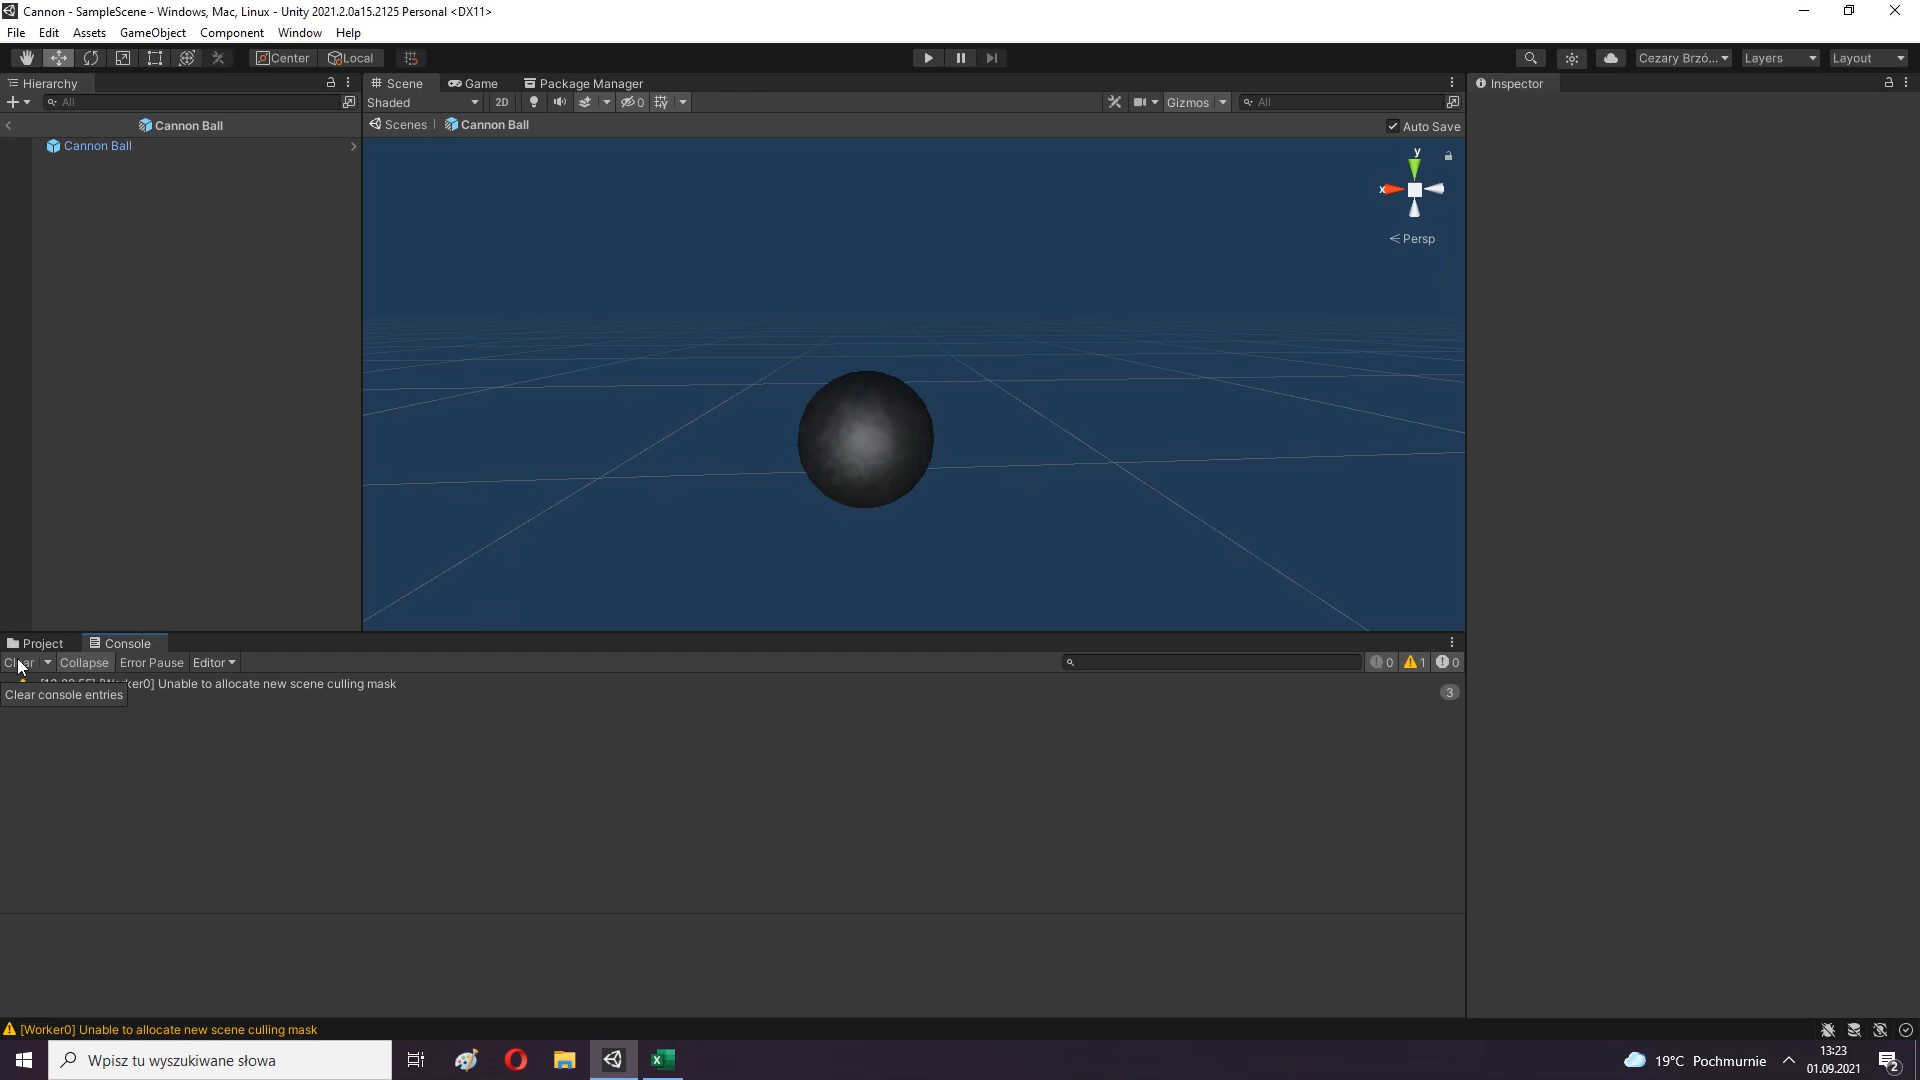 Cannon - SampleScene - Windows, Mac, Linux - Unity 2021.2.0a15.2125 Personal <DX11>
File Edit Assets GameObject Component Window Help
Center Local Cezary Brzó... Layers Layout
Hierarchy Scene Game Package Manager Inspector
All Shaded 2D 0 Gizmos All
Cannon Ball Scenes Cannon Ball Auto Save
Cannon Ball
y
x
Persp
Project Console
Clear Collapse Error Pause Editor 0 1 0
Unable to allocate new scene culling mask
3
Clear console entries
[Worker0] Unable to allocate new scene culling mask
Wpisz tu wyszukiwane słowa 19°C Pochmurnie 13:23
01.09.2021 2